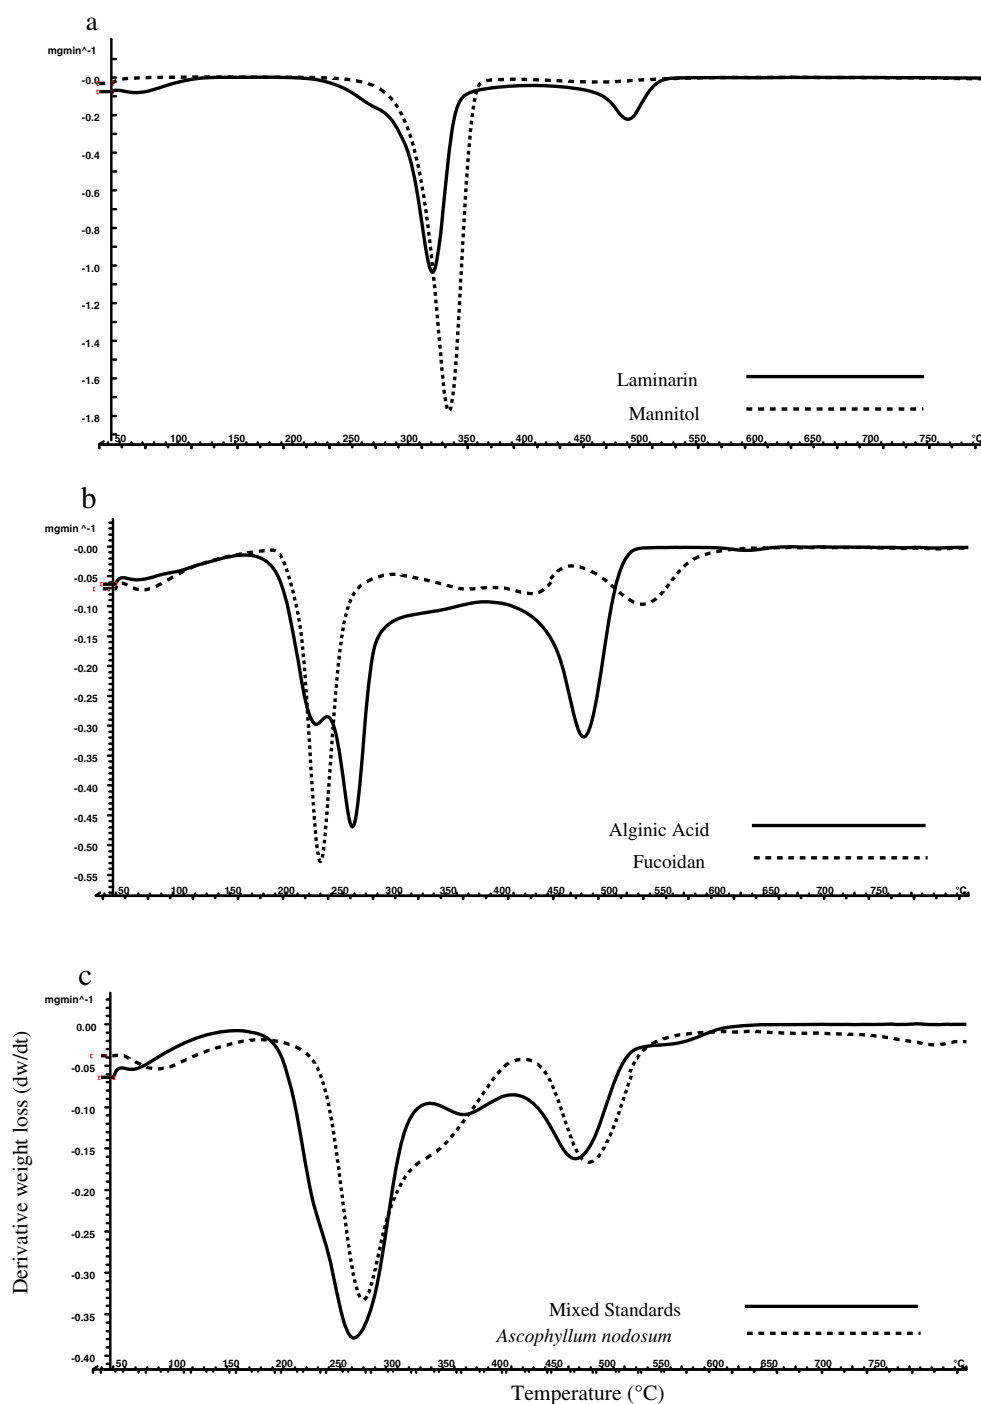 a
mgmin^-1
-0.0
-0.2
-0.4
-0.6
-0.8
-1.0
-1.2
-1.4
-1.6
-1.8
Laminarin
Mannitol
50 100 150 200 250 300 350 400 450 500 550 600 650 700 750 °C
b
mgmin ^-1
-0.00
-0.05
-0.10
-0.15
-0.20
-0.25
-0.30
-0.35
-0.40
-0.45
-0.50
-0.55
Alginic Acid
Fucoidan
50 100 150 200 250 300 350 400 450 500 550 600 650 700 750 °C
c
mgmin^-1
0.00
-0.05
-0.10
-0.15
-0.20
-0.25
-0.30
-0.35
-0.40
Derivative weight loss (dw/dt)
Mixed Standards
Ascophyllum nodosum
50 100 150 200 250 300 350 400 450 500 550 600 650 700 750 °C
Temperature (°C)